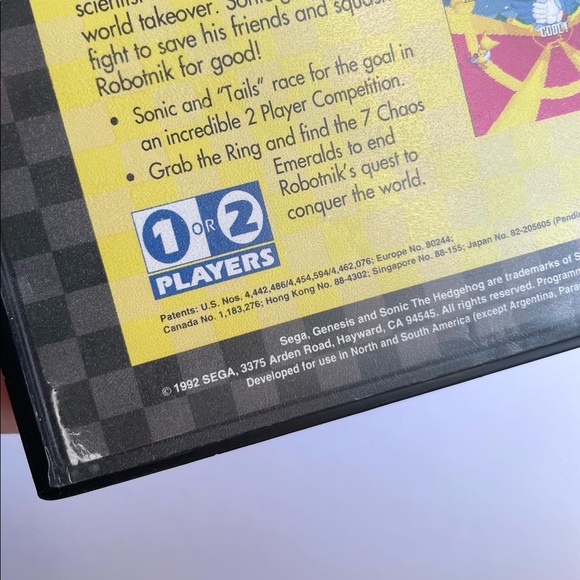 scientist
world takeover. Sonic
fight to save his friends and squash
Robotnik for good!
• Sonic and "Tails" race for the goal in
an incredible 2 Player Competition.
• Grab the Ring and find the 7 Chaos
Emeralds to end
Robotnik's quest to
conquer the world.
COOL
1 OR 2
PLAYERS
Patents: U.S. Nos. 4,442,486/4,454,594/4,462,076; Europe No. 80244;
Canada No. 1,183,276; Hong Kong No. 88-4302; Singapore No. 88-155; Japan No. 82-205605 (Pendi
Sega, Genesis and Sonic The Hedgehog are trademarks of S
© 1992 SEGA, 3375 Arden Road, Hayward, CA 94545. All rights reserved. Programm
Developed for use in North and South America (except Argentina, Para